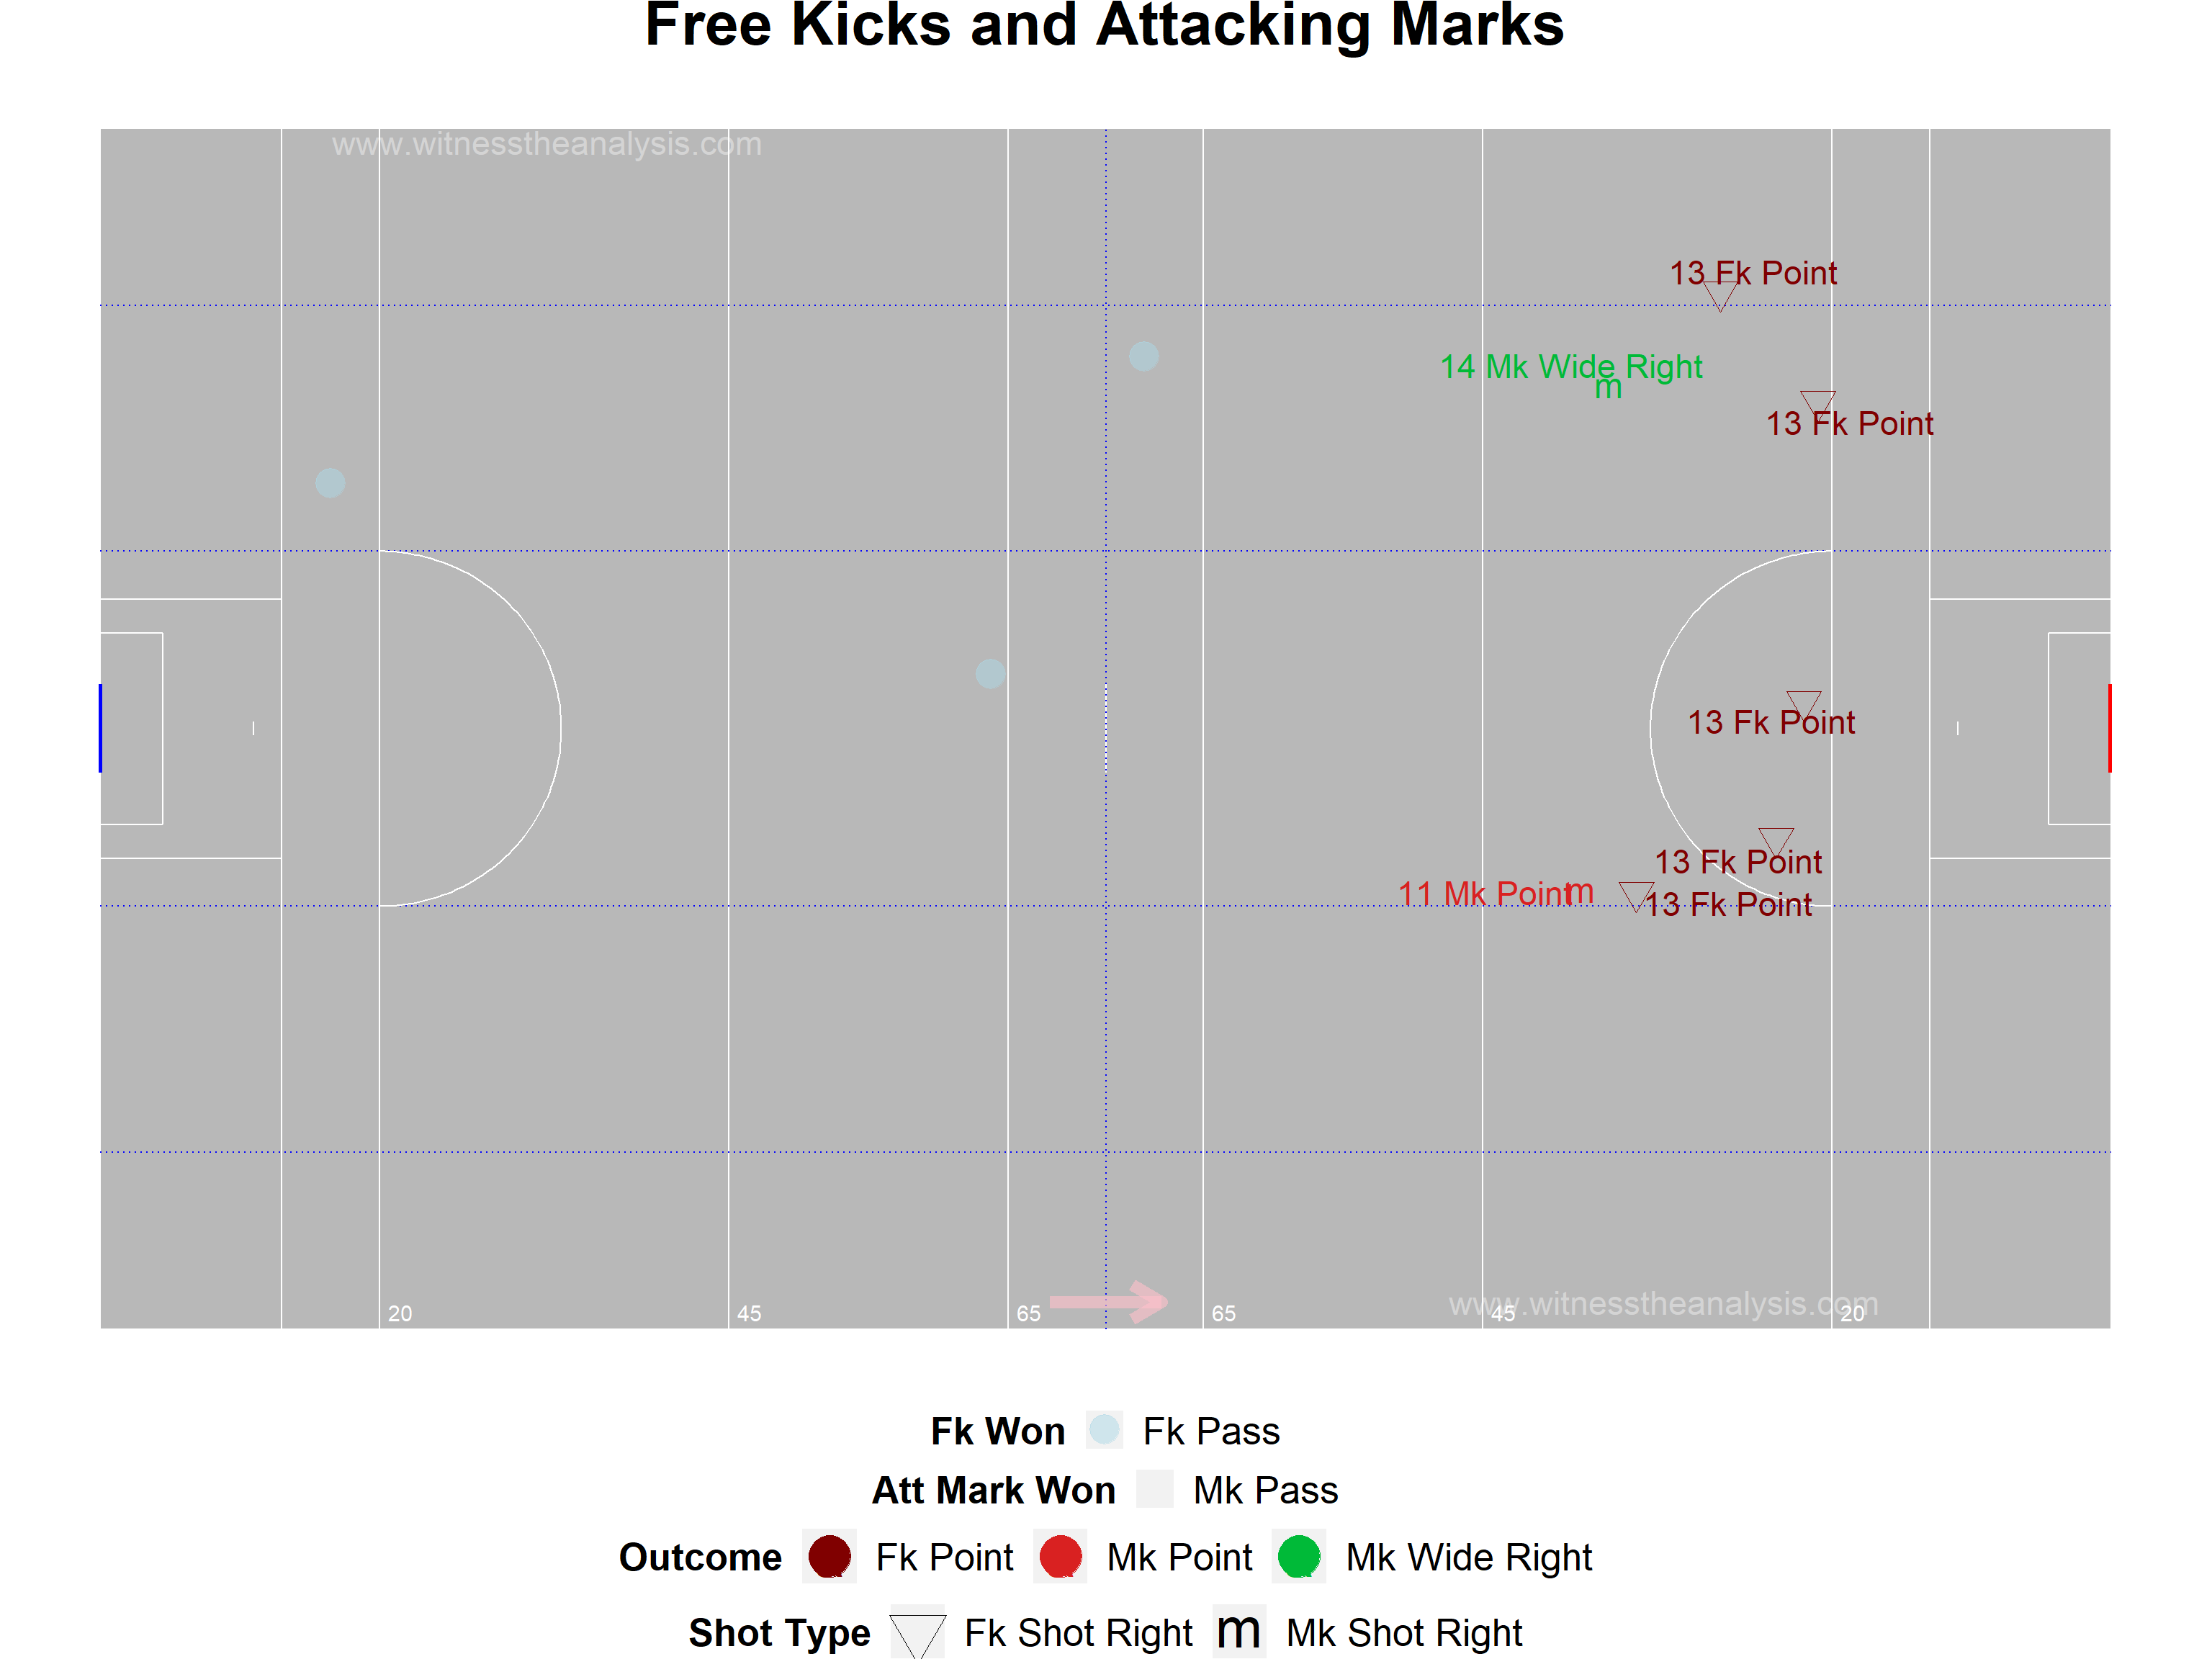 Free Kicks and Attacking Marks
www.witnesstheanalysis.com
13 Fk Point
14 Mk Wide Right
m
13 Fk Point
13 Fk Point
13 Fk Point
11 Mk Point m
13 Fk Point
www.witnesstheanalysis.com
20 45 65 65 45 20
Fk Won Fk Pass
Att Mark Won Mk Pass
Outcome Fk Point Mk Point Mk Wide Right
Shot Type Fk Shot Right m Mk Shot Right